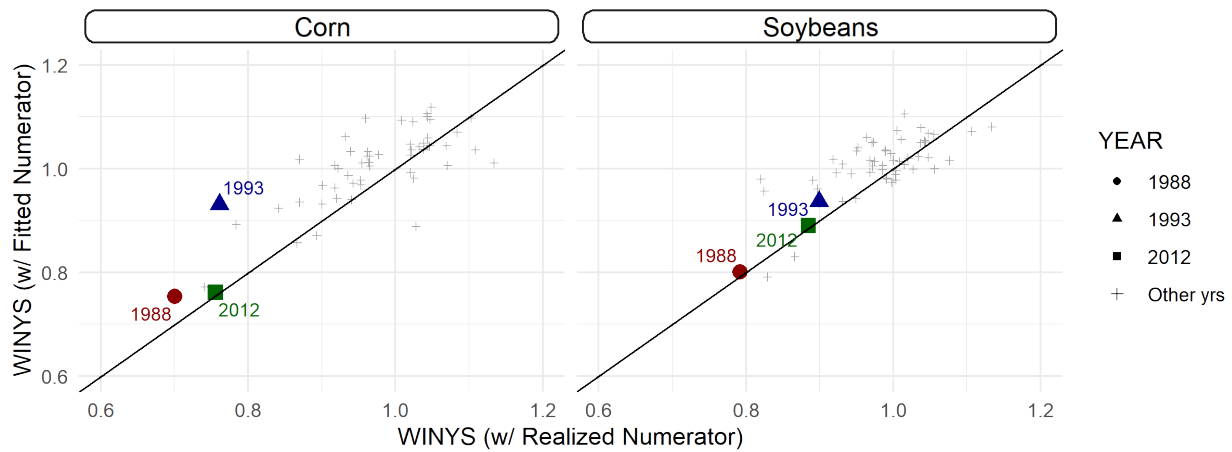 Corn
Soybeans
WINYS (w/ Fitted Numerator)
1.2
1.0
0.8
0.6
1993
1988
2012
1993
1988
2012
0.6 0.8 1.0 1.2
0.6 0.8 1.0 1.2
WINYS (w/ Realized Numerator)
YEAR
1988
1993
2012
Other yrs